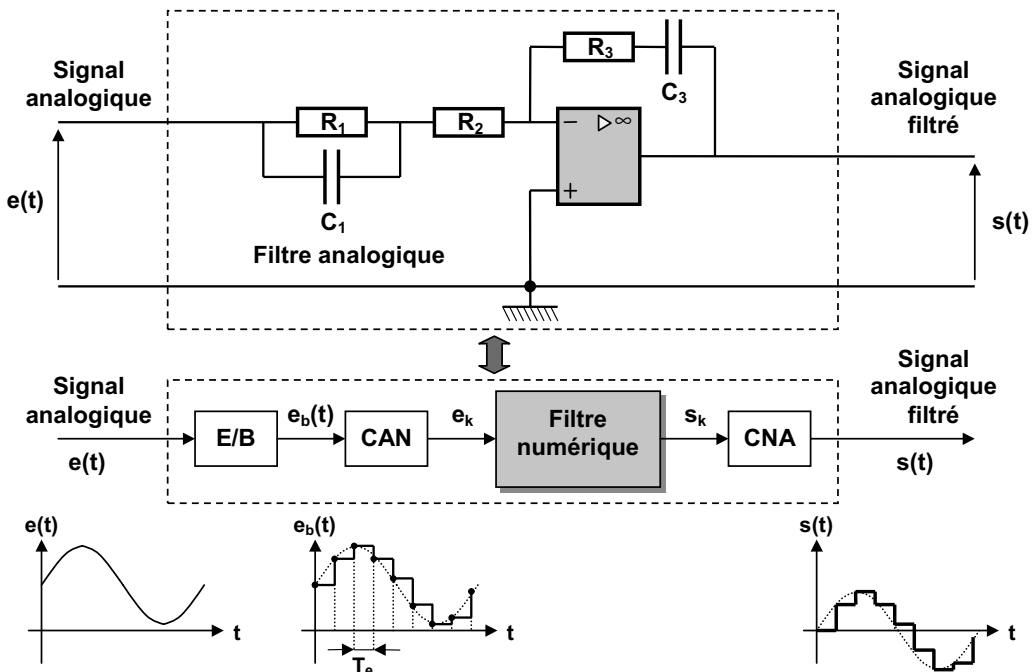 Signal
analogique
e(t)
R1
C1
R2
R3
C3
− ▷ ∞
+
Filtre analogique
Signal
analogique
filtré
s(t)
Signal
analogique
e(t)
E/B
eb(t)
CAN
ek
Filtre
numérique
sk
CNA
Signal
analogique
filtré
s(t)
e(t)
t
eb(t)
t
Te
s(t)
t